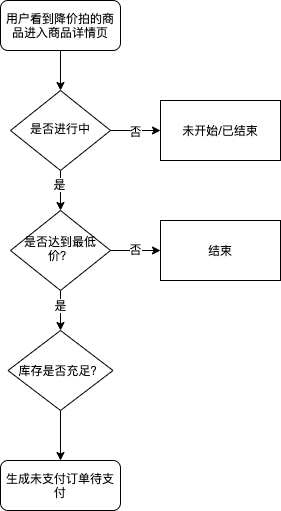 用户看到降价拍的商
品进入商品详情页
是否进行中
否
未开始/已结束
是
是否达到最低
价?
否
结束
是
库存是否充足?
生成未支付订单待支
付